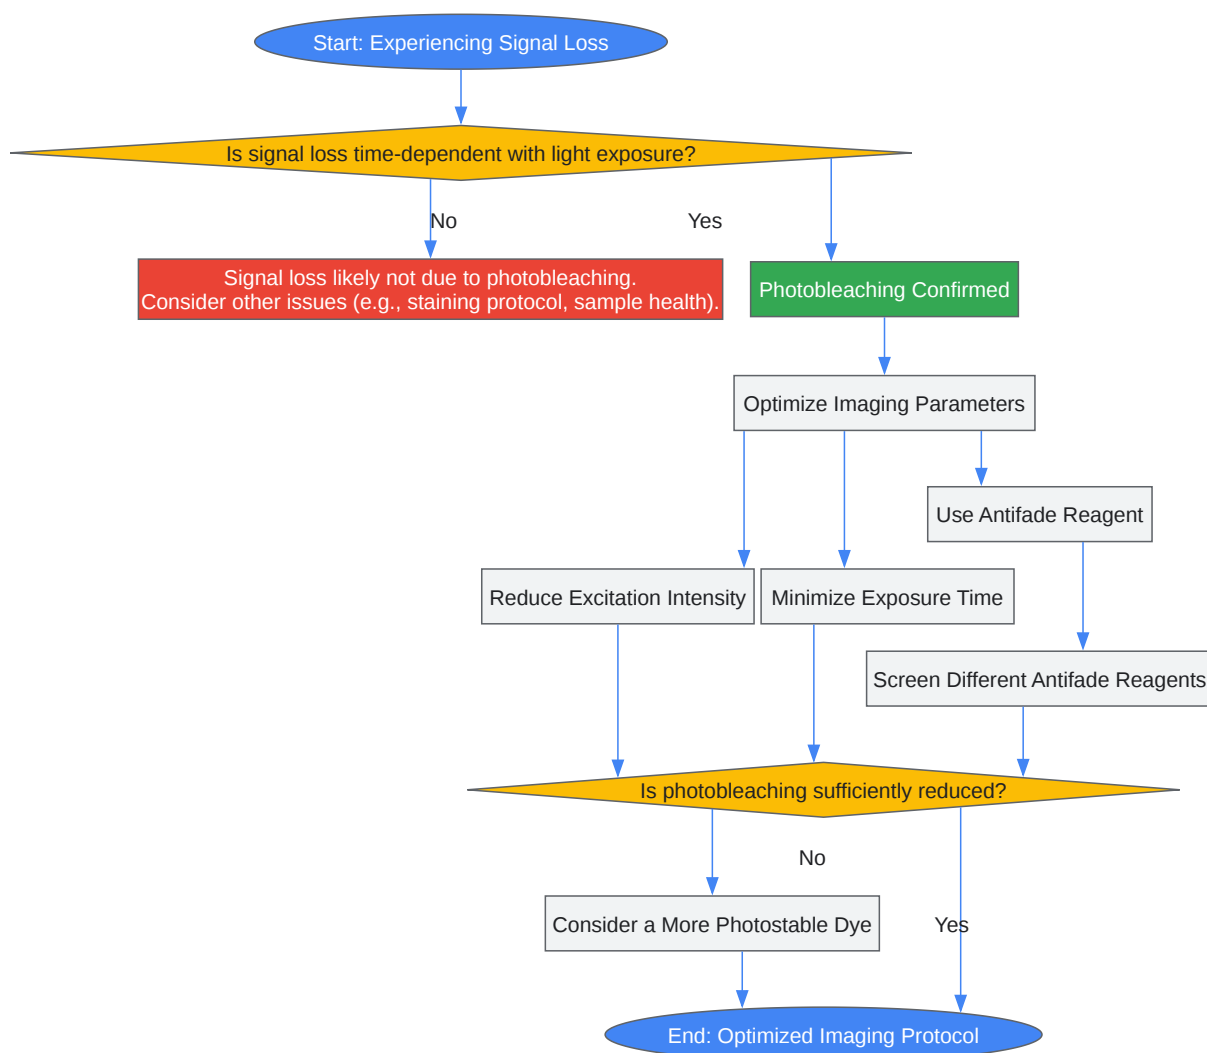 Start: Experiencing Signal Loss
Is signal loss time-dependent with light exposure?
No
Yes
Signal loss likely not due to photobleaching.
Consider other issues (e.g., staining protocol, sample health).
Photobleaching Confirmed
Optimize Imaging Parameters
Use Antifade Reagent
Reduce Excitation Intensity
Minimize Exposure Time
Screen Different Antifade Reagents
Is photobleaching sufficiently reduced?
No
Consider a More Photostable Dye
Yes
End: Optimized Imaging Protocol